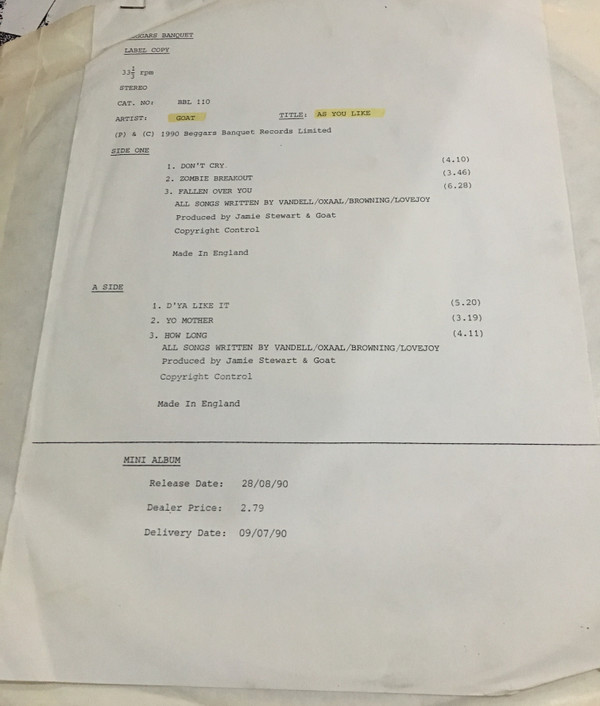 GGARS BANQUET
LABEL COPY
33⅓ rpm
STEREO
CAT. NO: BBL 110
ARTIST: GOAT TITLE: AS YOU LIKE
(P) & (C) 1990 Beggars Banquet Records Limited
SIDE ONE
1. DON'T CRY. (4.10)
2. ZOMBIE BREAKOUT (3.46)
3. FALLEN OVER YOU (6.28)
ALL SONGS WRITTEN BY VANDELL/OXAAL/BROWNING/LOVEJOY
Produced by Jamie Stewart & Goat
Copyright Control
Made In England
A SIDE
1. D'YA LIKE IT (5.20)
2. YO MOTHER (3.19)
3. HOW LONG (4.11)
ALL SONGS WRITTEN BY VANDELL/OXAAL/BROWNING/LOVEJOY
Produced by Jamie Stewart & Goat
Copyright Control
Made In England
MINI ALBUM
Release Date: 28/08/90
Dealer Price: 2.79
Delivery Date: 09/07/90